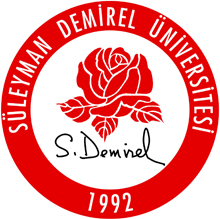 SÜLEYMAN DEMİREL ÜNİVERSİTESİ
S. Demirel
1992